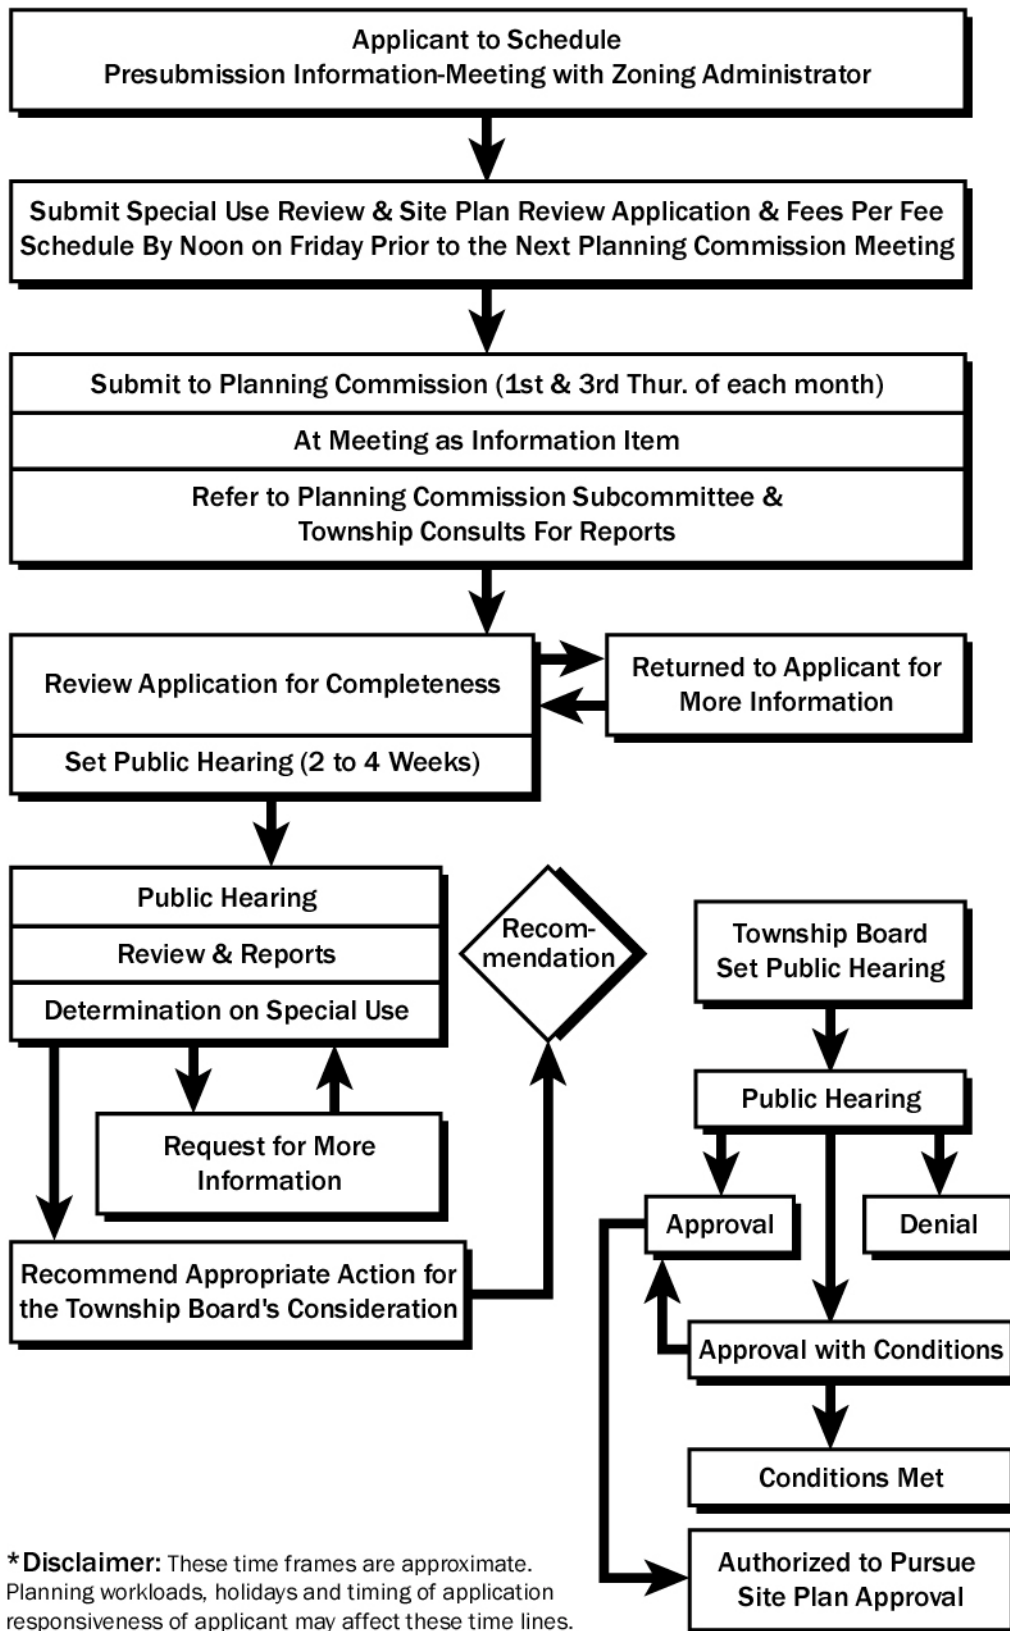 Applicant to Schedule
Presubmission Information-Meeting with Zoning Administrator
Submit Special Use Review & Site Plan Review Application & Fees Per Fee
Schedule By Noon on Friday Prior to the Next Planning Commission Meeting
Submit to Planning Commission (1st & 3rd Thur. of each month)
At Meeting as Information Item
Refer to Planning Commission Subcommittee &
Township Consults For Reports
Review Application for Completeness
Set Public Hearing (2 to 4 Weeks)
Returned to Applicant for
More Information
Public Hearing
Review & Reports
Determination on Special Use
Request for More
Information
Recommend Appropriate Action for
the Township Board's Consideration
Recom-
mendation
Township Board
Set Public Hearing
Public Hearing
Approval
Denial
Approval with Conditions
Conditions Met
Authorized to Pursue
Site Plan Approval
*Disclaimer: These time frames are approximate.
Planning workloads, holidays and timing of application
responsiveness of applicant may affect these time lines.